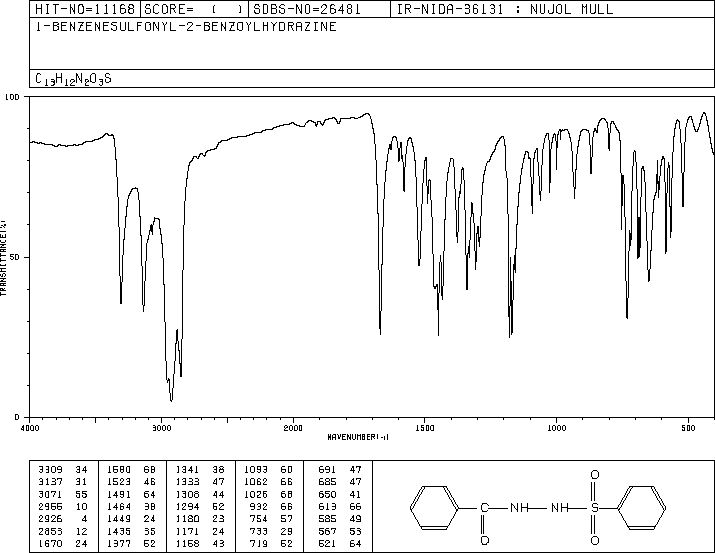 HIT-NO=11168 SCORE= ( ) SDBS-NO=26481 IR-NIDA-36131 : NUJOL MULL
1-BENZENESULFONYL-2-BENZOYLHYDRAZINE
C13H12N2O3S
100
50
0
TRANSMITTANCE(%)
4000 3000 2000 1500 1000 500
WAVENUMBER(-1)
3309 34 1580 68 1341 38 1093 60 691 47
3137 31 1523 46 1333 47 1062 66 685 47
3071 55 1491 64 1308 44 1026 68 650 41
2955 10 1464 38 1294 52 932 66 613 66
2926 4 1449 24 1180 23 754 57 585 49
2853 12 1435 35 1171 24 733 29 567 53
1670 24 1377 52 1158 43 719 52 521 64
O
C NH NH S
O O